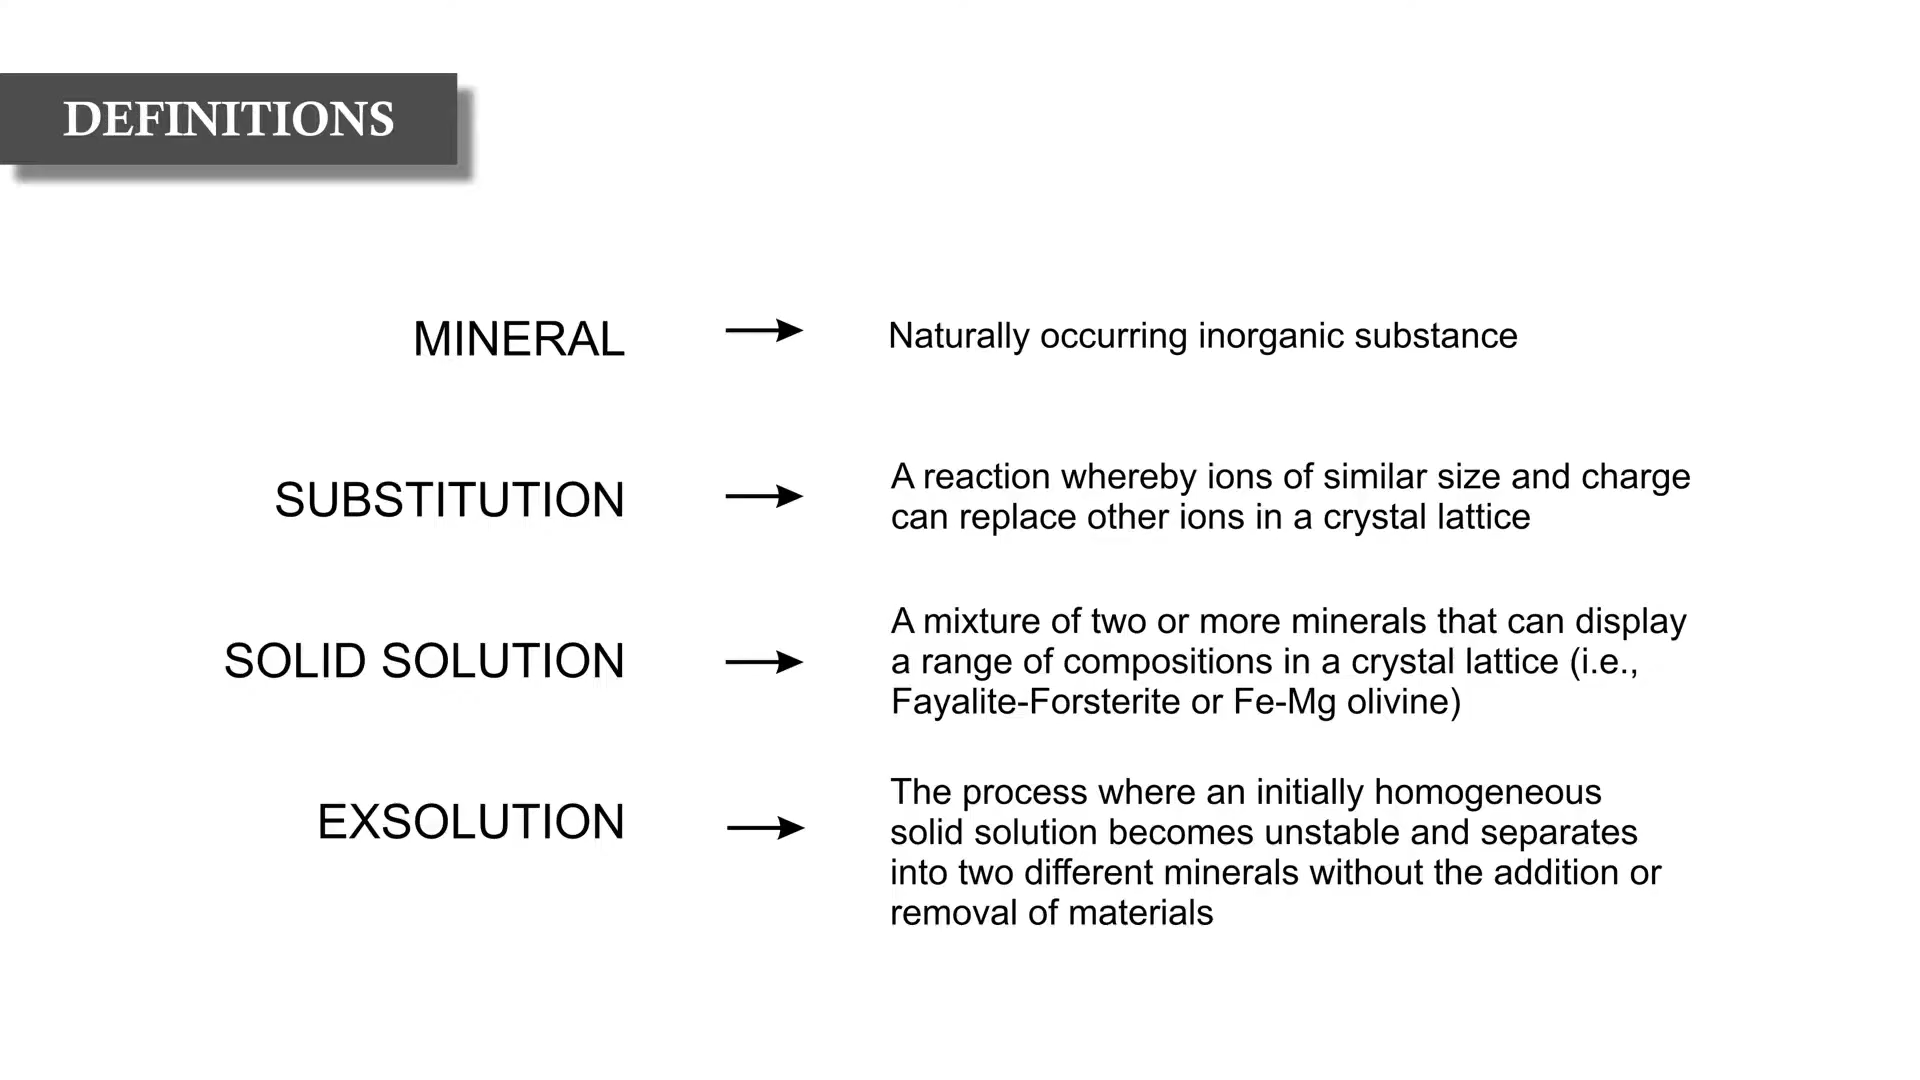 DEFINITIONS
MINERAL
Naturally occurring inorganic substance
SUBSTITUTION
A reaction whereby ions of similar size and charge
can replace other ions in a crystal lattice
SOLID SOLUTION
A mixture of two or more minerals that can display
a range of compositions in a crystal lattice (i.e.,
Fayalite-Forsterite or Fe-Mg olivine)
EXSOLUTION
The process where an initially homogeneous
solid solution becomes unstable and separates
into two different minerals without the addition or
removal of materials